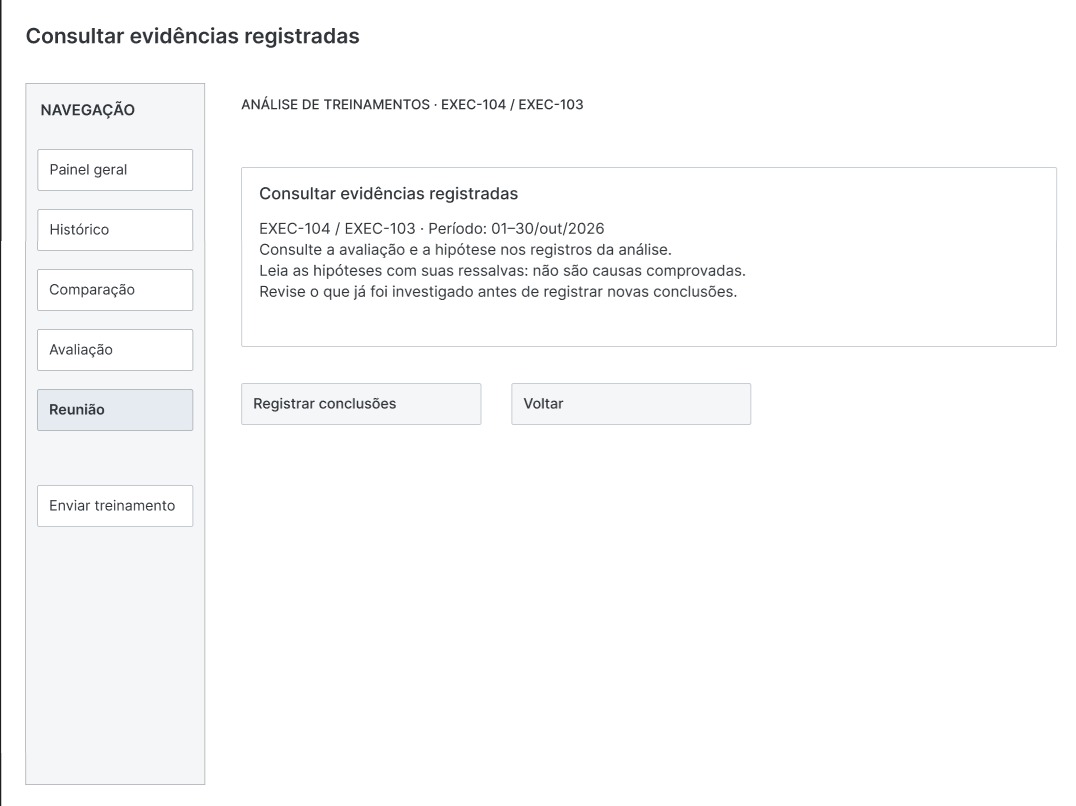 Consultar evidências registradas
NAVEGAÇÃO
Painel geral
Histórico
Comparação
Avaliação
Reunião
Enviar treinamento
ANÁLISE DE TREINAMENTOS · EXEC-104 / EXEC-103
Consultar evidências registradas
EXEC-104 / EXEC-103 · Período: 01–30/out/2026
Consulte a avaliação e a hipótese nos registros da análise.
Leia as hipóteses com suas ressalvas: não são causas comprovadas.
Revise o que já foi investigado antes de registrar novas conclusões.
Registrar conclusões
Voltar